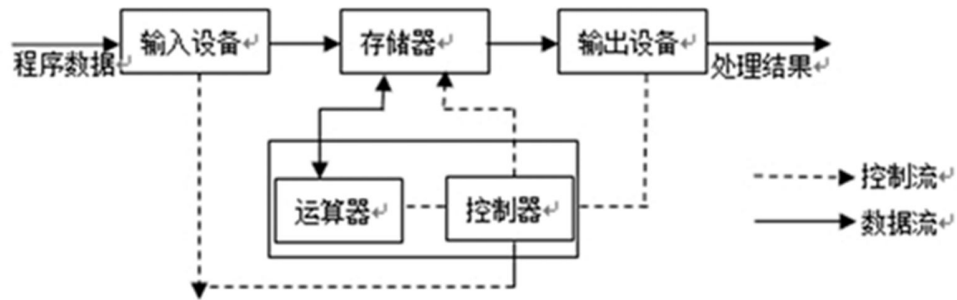 输入设备↵
存储器↵
输出设备↵
程序数据↵
处理结果↵
运算器↵
控制器↵
控制流↵
数据流↵